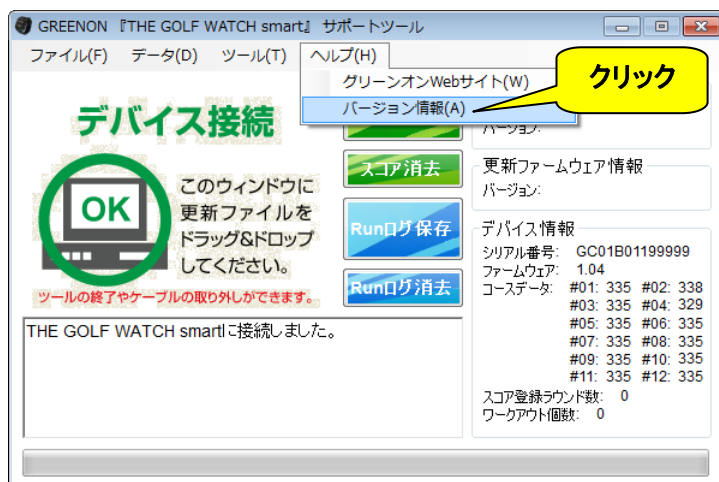 GREENON 『THE GOLF WATCH smart』 サポートツール
ファイル(F) データ(D) ツール(T) ヘルプ(H)
グリーンオンWebサイト(W)
バージョン情報(A)
クリック
デバイス接続
OK
このウィンドウに
更新ファイルを
ドラッグ&ドロップ
してください。
ツールの終了やケーブルの取り外しができます。
スコア消去
Runログ保存
Runログ消去
バージョン:
更新ファームウェア情報
バージョン:
デバイス情報
シリアル番号: GC01B01199999
ファームウェア: 1.04
コースデータ: #01: 335 #02: 338
#03: 335 #04: 329
#05: 335 #06: 335
#07: 335 #08: 335
#09: 335 #10: 335
#11: 335 #12: 335
スコア登録ラウンド数: 0
ワークアウト個数: 0
THE GOLF WATCH smartに接続しました。